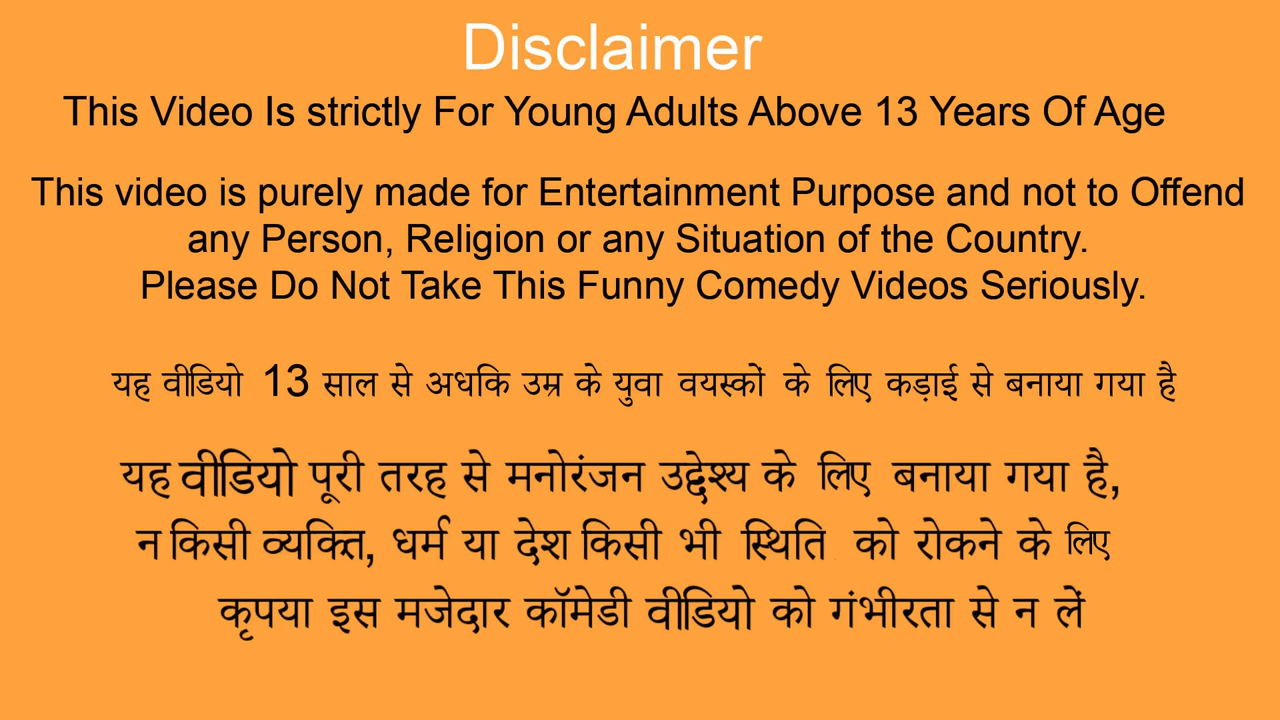 Disclaimer
This Video Is strictly For Young Adults Above 13 Years Of Age
This video is purely made for Entertainment Purpose and not to Offend
any Person, Religion or any Situation of the Country.
Please Do Not Take This Funny Comedy Videos Seriously.
यह वीडियो 13 साल से अधकि उम्र के युवा वयस्कों के लिए कड़ाई से बनाया गया है
यह वीडियो पूरी तरह से मनोरंजन उद्देश्य के लिए बनाया गया है,
न किसी व्यक्ति, धर्म या देश किसी भी स्थिति को रोकने के लिए
कृपया इस मजेदार कॉमेडी वीडियो को गंभीरता से न लें